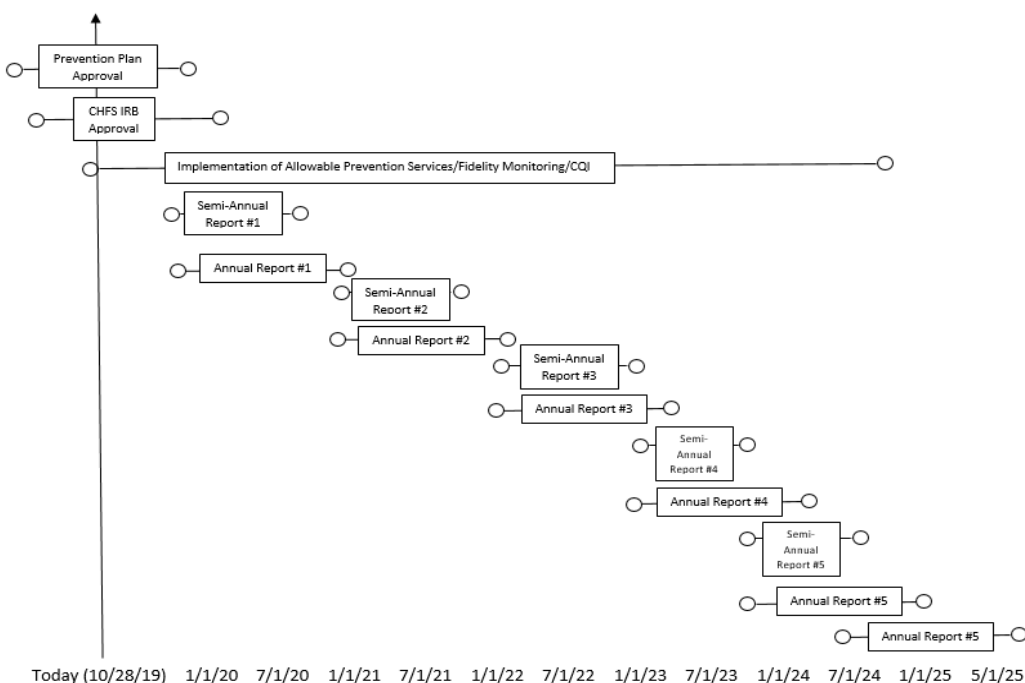 Prevention Plan
Approval
CHFS IRB
Approval
Implementation of Allowable Prevention Services/Fidelity Monitoring/CQI
Semi-Annual
Report #1
Annual Report #1
Semi-Annual
Report #2
Annual Report #2
Semi-Annual
Report #3
Annual Report #3
Semi-
Annual
Report #4
Annual Report #4
Semi-
Annual
Report #5
Annual Report #5
Annual Report #5
Today (10/28/19) 1/1/20 7/1/20 1/1/21 7/1/21 1/1/22 7/1/22 1/1/23 7/1/23 1/1/24 7/1/24 1/1/25 5/1/25